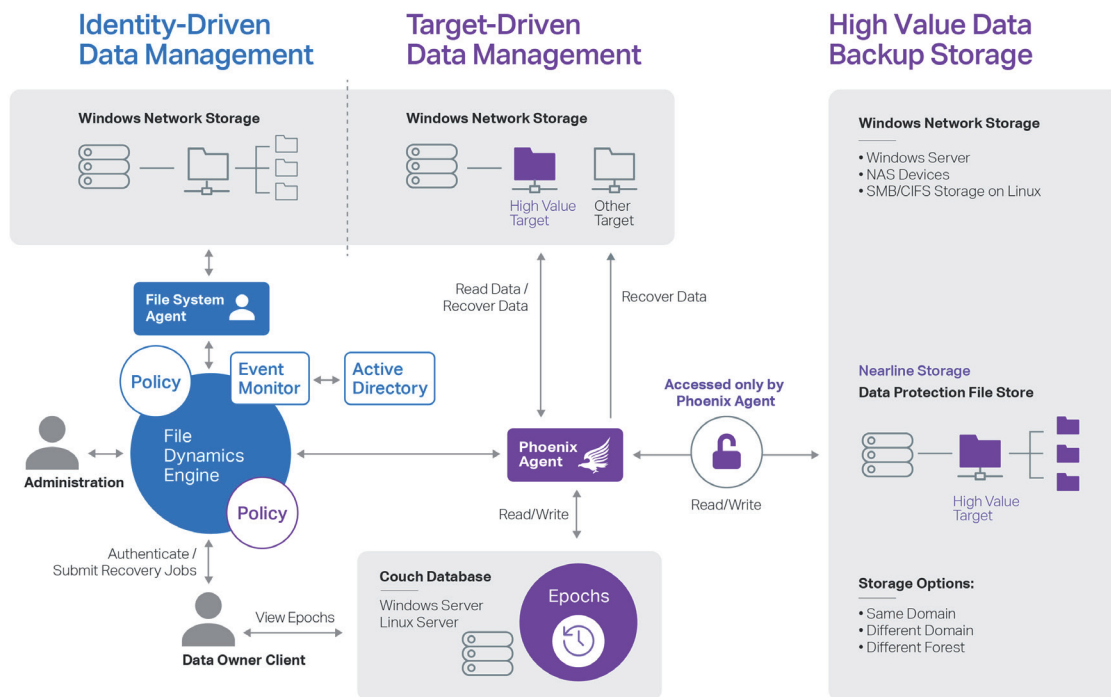 Identity-Driven
Data Management
Target-Driven
Data Management
High Value Data
Backup Storage
Windows Network Storage
Windows Network Storage
High Value
Target
Other
Target
Windows Network Storage
• Windows Server
• NAS Devices
• SMB/CIFS Storage on Linux
File System
Agent
Read Data /
Recover Data
Recover Data
Policy
Event
Monitor
Active
Directory
File
Dynamics
Engine
Policy
Administration
Phoenix
Agent
Accessed only by
Phoenix Agent
Read/Write
Nearline Storage
Data Protection File Store
High Value
Target
Read/Write
Authenticate /
Submit Recovery Jobs
View Epochs
Data Owner Client
Couch Database
Windows Server
Linux Server
Epochs
Storage Options:
• Same Domain
• Different Domain
• Different Forest